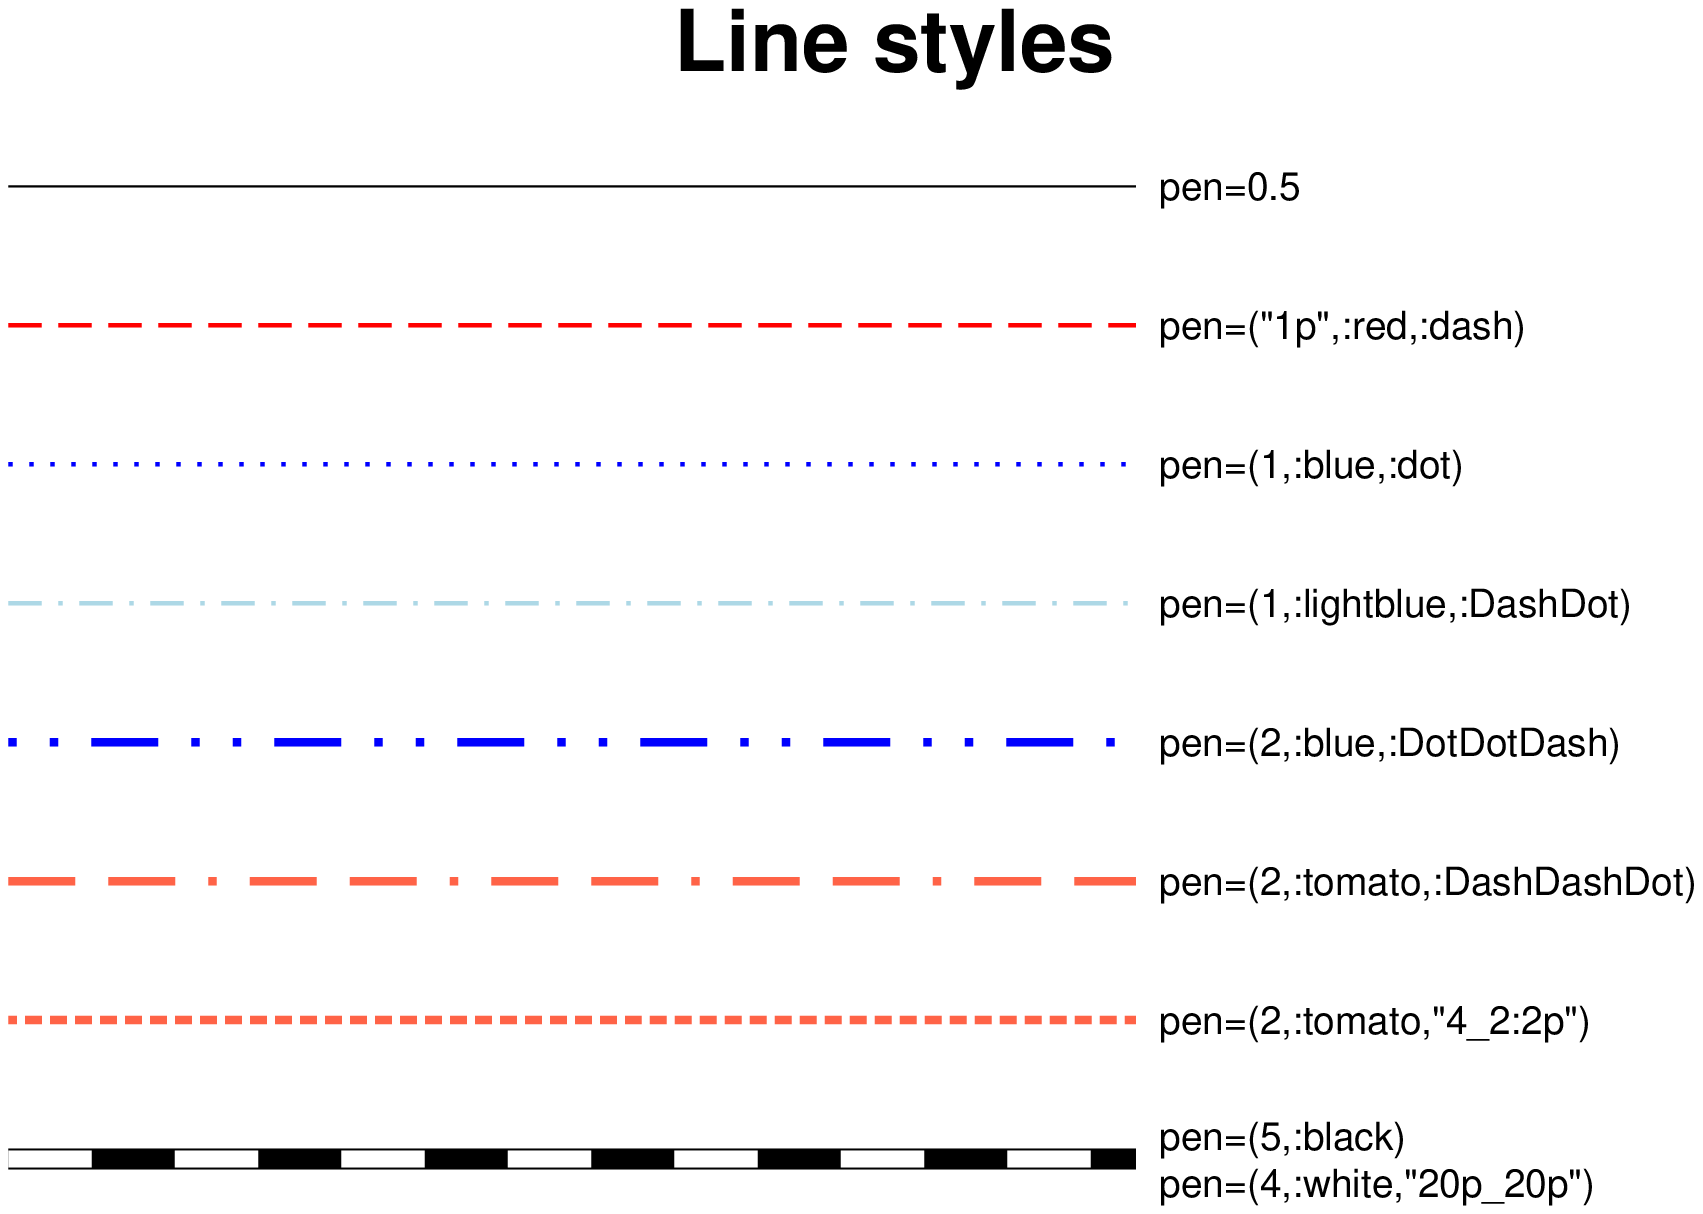 Line styles
pen=0.5
pen=("1p",:red,:dash)
pen=(1,:blue,:dot)
pen=(1,:lightblue,:DashDot)
pen=(2,:blue,:DotDotDash)
pen=(2,:tomato,:DashDashDot)
pen=(2,:tomato,"4_2:2p")
pen=(5,:black)
pen=(4,:white,"20p_20p")